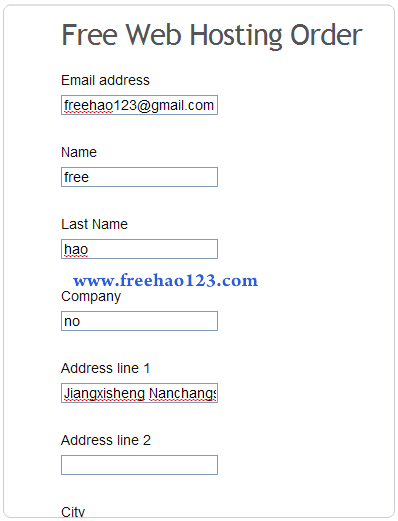 Free Web Hosting Order
Email address
freehao123@gmail.com
Name
free
Last Name
hao
www.freehao123.com
Company
no
Address line 1
Jiangxisheng Nanchangs
Address line 2
City